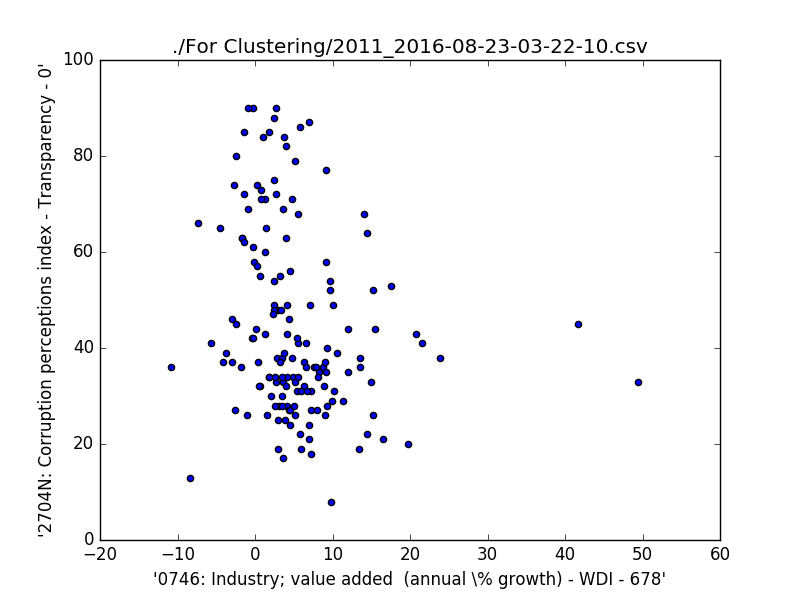 ./For Clustering/2011_2016-08-23-03-22-10.csv
100
80
60
40
20
0
'2704N: Corruption perceptions index - Transparency - 0'
−20 −10 0 10 20 30 40 50 60
'0746: Industry; value added  (annual \% growth) - WDI - 678'